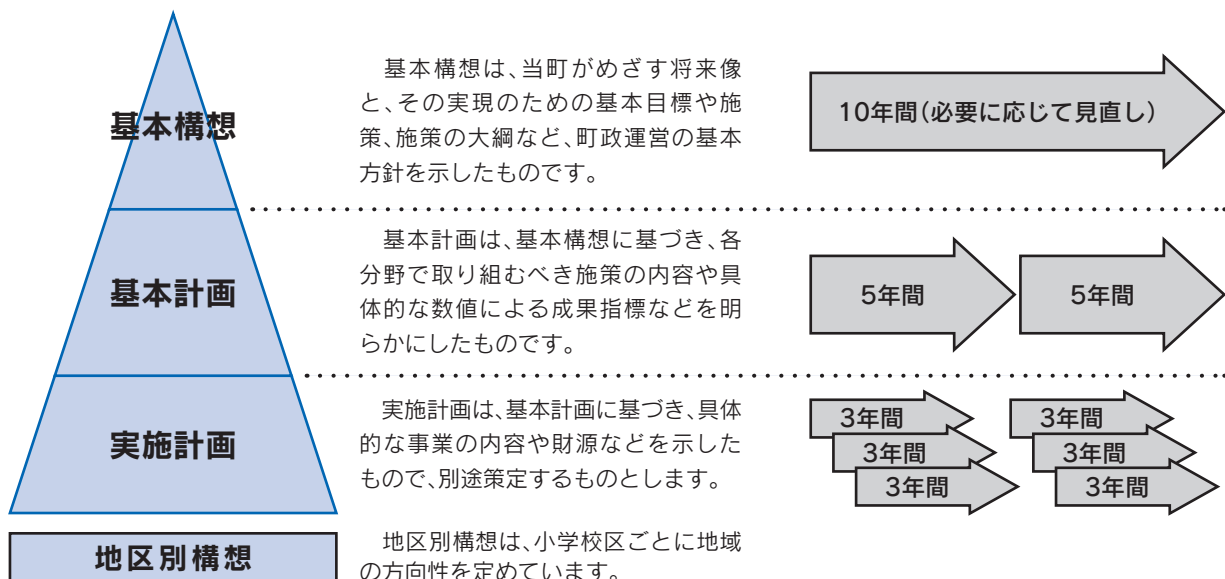 基本構想
基本構想は、当町がめざす将来像
と、その実現のための基本目標や施
策、施策の大綱など、町政運営の基本
方針を示したものです。
10年間(必要に応じて見直し)
基本計画
基本計画は、基本構想に基づき、各
分野で取り組むべき施策の内容や具
体的な数値による成果指標などを明
らかにしたものです。
5年間
5年間
実施計画
実施計画は、基本計画に基づき、具体
的な事業の内容や財源などを示した
もので、別途策定するものとします。
3年間
3年間
3年間
3年間
3年間
3年間
地区別構想
地区別構想は、小学校区ごとに地域
の方向性を定めています。